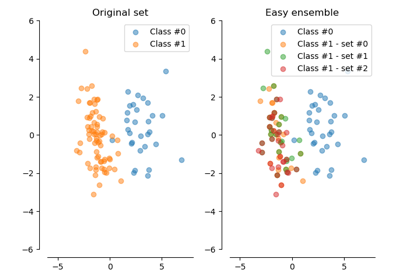 Original set
Class #0
Class #1
6
4
2
0
−2
−4
−6
−5
0
5
Easy ensemble
Class #0
Class #1 - set #0
Class #1 - set #1
Class #1 - set #2
6
4
2
0
−2
−4
−6
−5
0
5